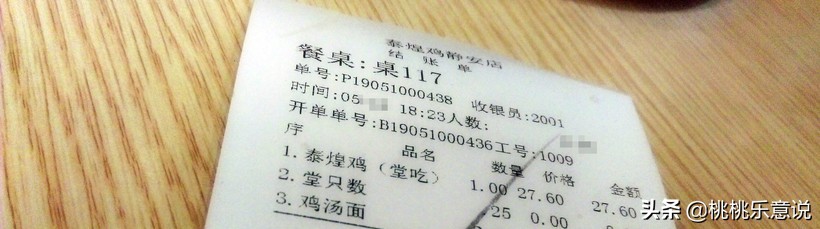 泰煌鸡静安店
结 账 单
餐桌:桌117
单号:P19051000438 收银员:2001
时间:05 18:23人数:
开单单号:B19051000436工号:1009
序 品名 数量 价格 金额
1. 泰煌鸡(堂吃) 1.00 27.60 27.60
2. 堂只数 .25 0.00
3. 鸡汤面
头条 @桃桃乐意说